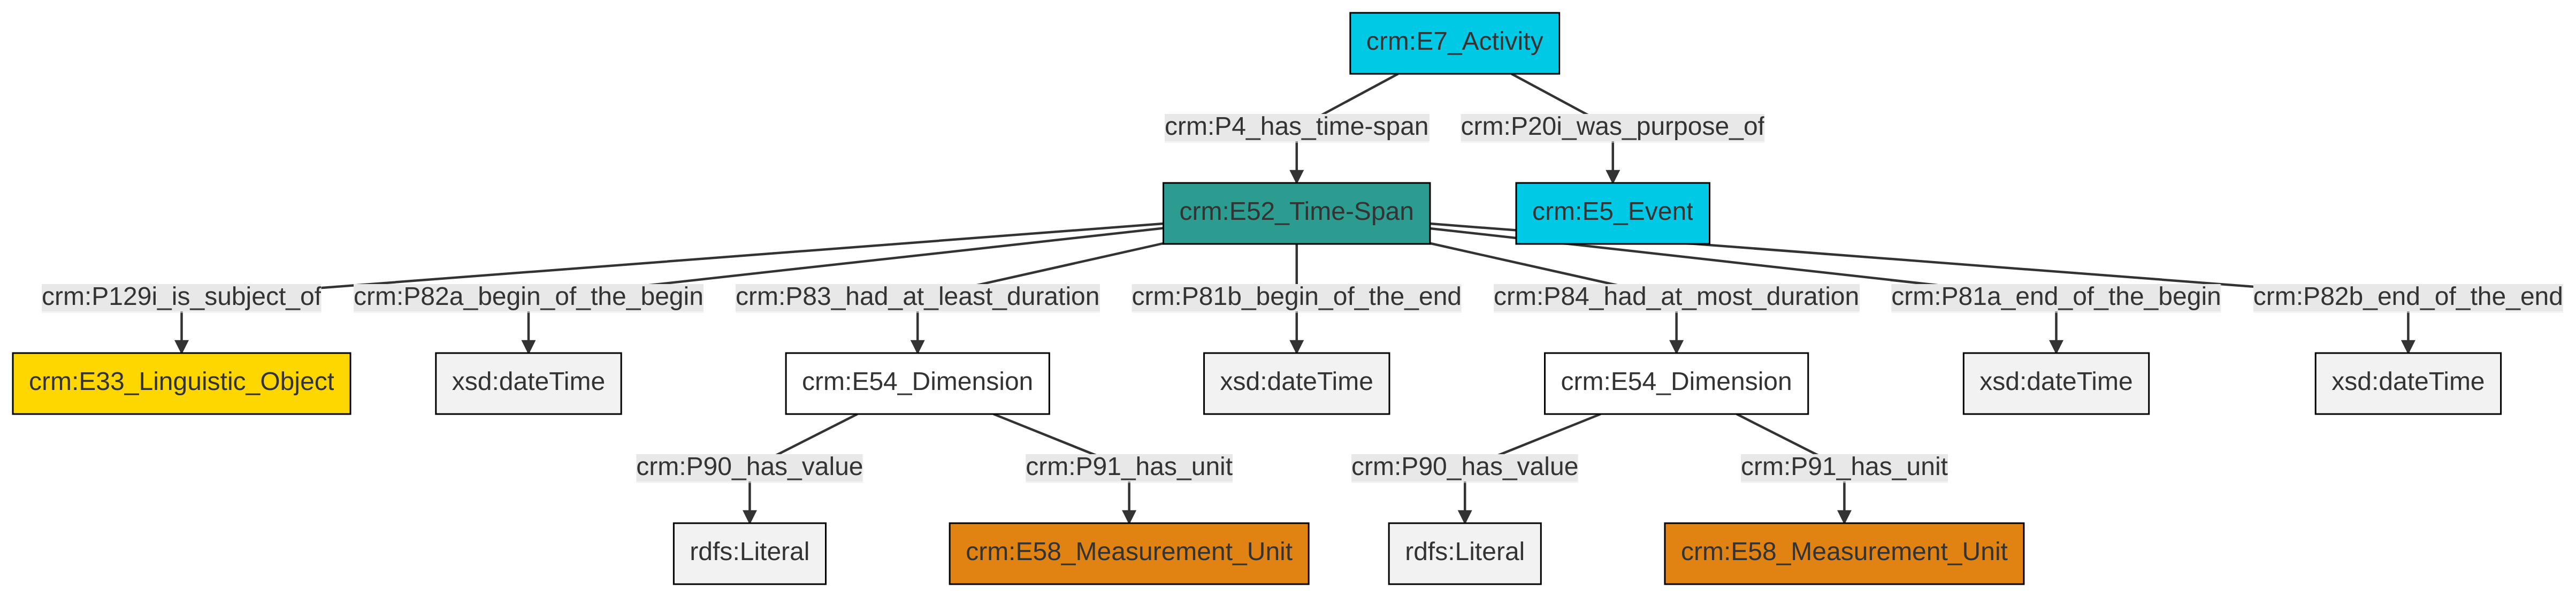 crm:E7_Activity
crm:P4_has_time-span
crm:P20i_was_purpose_of
crm:E52_Time-Span
crm:E5_Event
crm:P129i_is_subject_of
crm:P82a_begin_of_the_begin
crm:P83_had_at_least_duration
crm:P81b_begin_of_the_end
crm:P84_had_at_most_duration
crm:P81a_end_of_the_begin
crm:P82b_end_of_the_end
crm:E33_Linguistic_Object
xsd:dateTime
crm:E54_Dimension
xsd:dateTime
crm:E54_Dimension
xsd:dateTime
xsd:dateTime
crm:P90_has_value
crm:P91_has_unit
crm:P90_has_value
crm:P91_has_unit
rdfs:Literal
crm:E58_Measurement_Unit
rdfs:Literal
crm:E58_Measurement_Unit